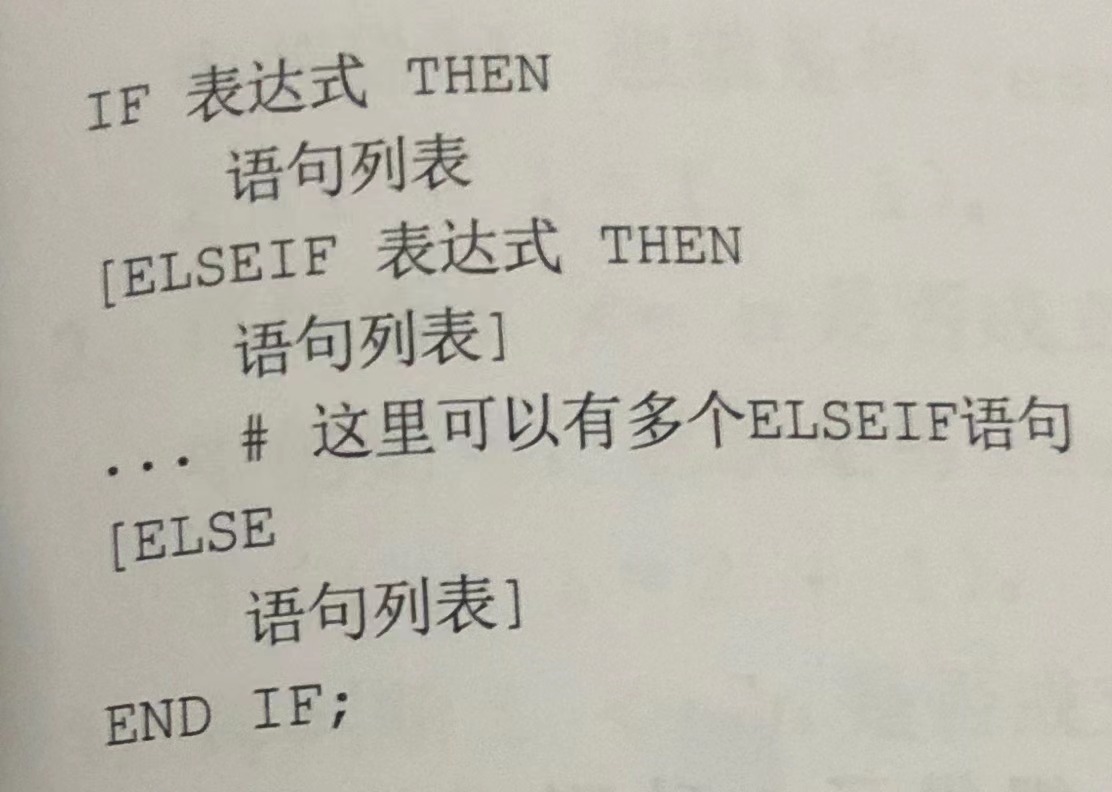 IF 表达式 THEN
语句列表
[ELSEIF 表达式 THEN
语句列表]
... # 这里可以有多个ELSEIF语句
[ELSE
语句列表]
END IF;